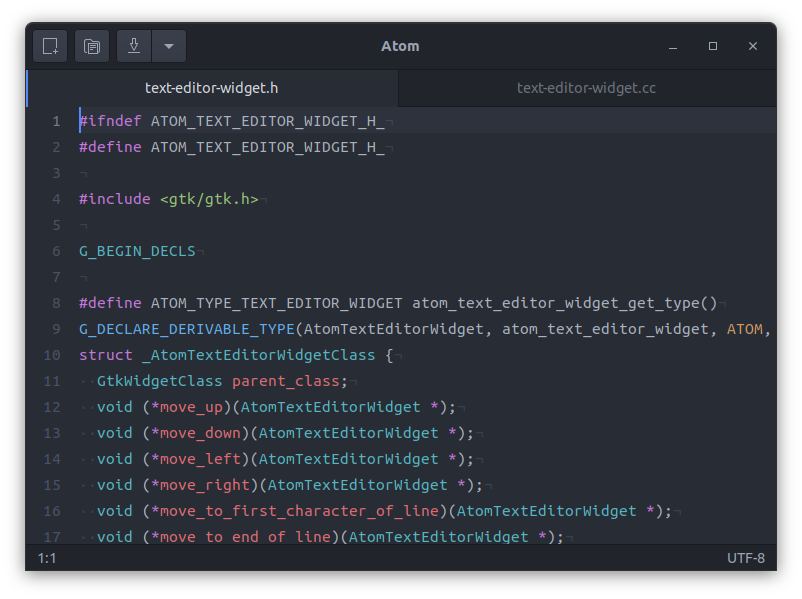 Atom
text-editor-widget.h text-editor-widget.cc
1 #ifndef ATOM_TEXT_EDITOR_WIDGET_H_¬
2 #define ATOM_TEXT_EDITOR_WIDGET_H_¬
3 ¬
4 #include <gtk/gtk.h>¬
5 ¬
6 G_BEGIN_DECLS¬
7 ¬
8 #define ATOM_TYPE_TEXT_EDITOR_WIDGET atom_text_editor_widget_get_type()¬
9 G_DECLARE_DERIVABLE_TYPE(AtomTextEditorWidget, atom_text_editor_widget, ATOM,
10 struct _AtomTextEditorWidgetClass {¬
11 ··GtkWidgetClass parent_class;¬
12 ··void (*move_up)(AtomTextEditorWidget *);¬
13 ··void (*move_down)(AtomTextEditorWidget *);¬
14 ··void (*move_left)(AtomTextEditorWidget *);¬
15 ··void (*move_right)(AtomTextEditorWidget *);¬
16 ··void (*move_to_first_character_of_line)(AtomTextEditorWidget *);¬
17 ··void (*move_to_end_of_line)(AtomTextEditorWidget *);¬
1:1 UTF-8